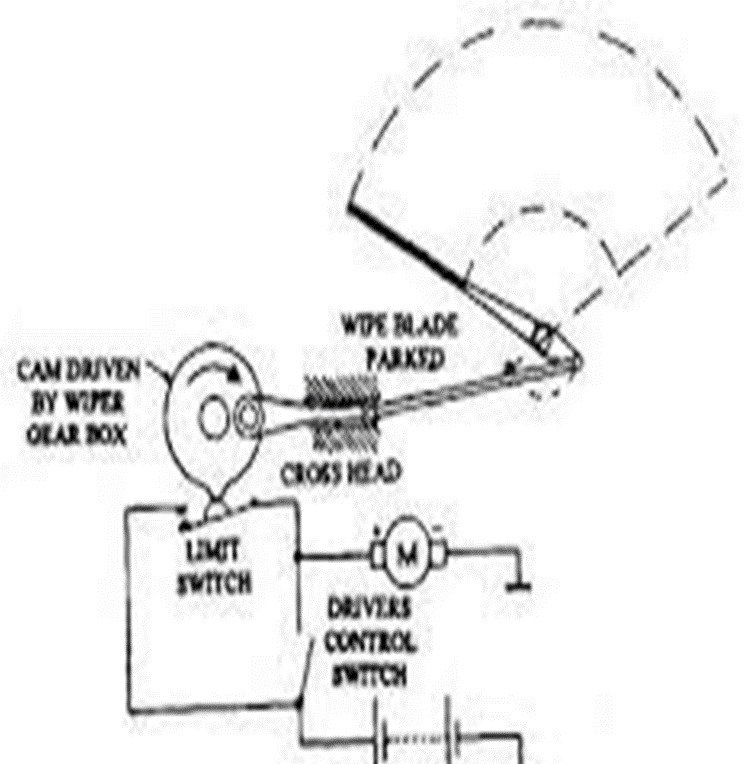 WIPE BLADE
PARKED
CAM DRIVEN
BY WIPER
GEAR BOX
CROSS HEAD
LIMIT
SWITCH
+
M
-
DRIVERS
CONTROL
SWITCH